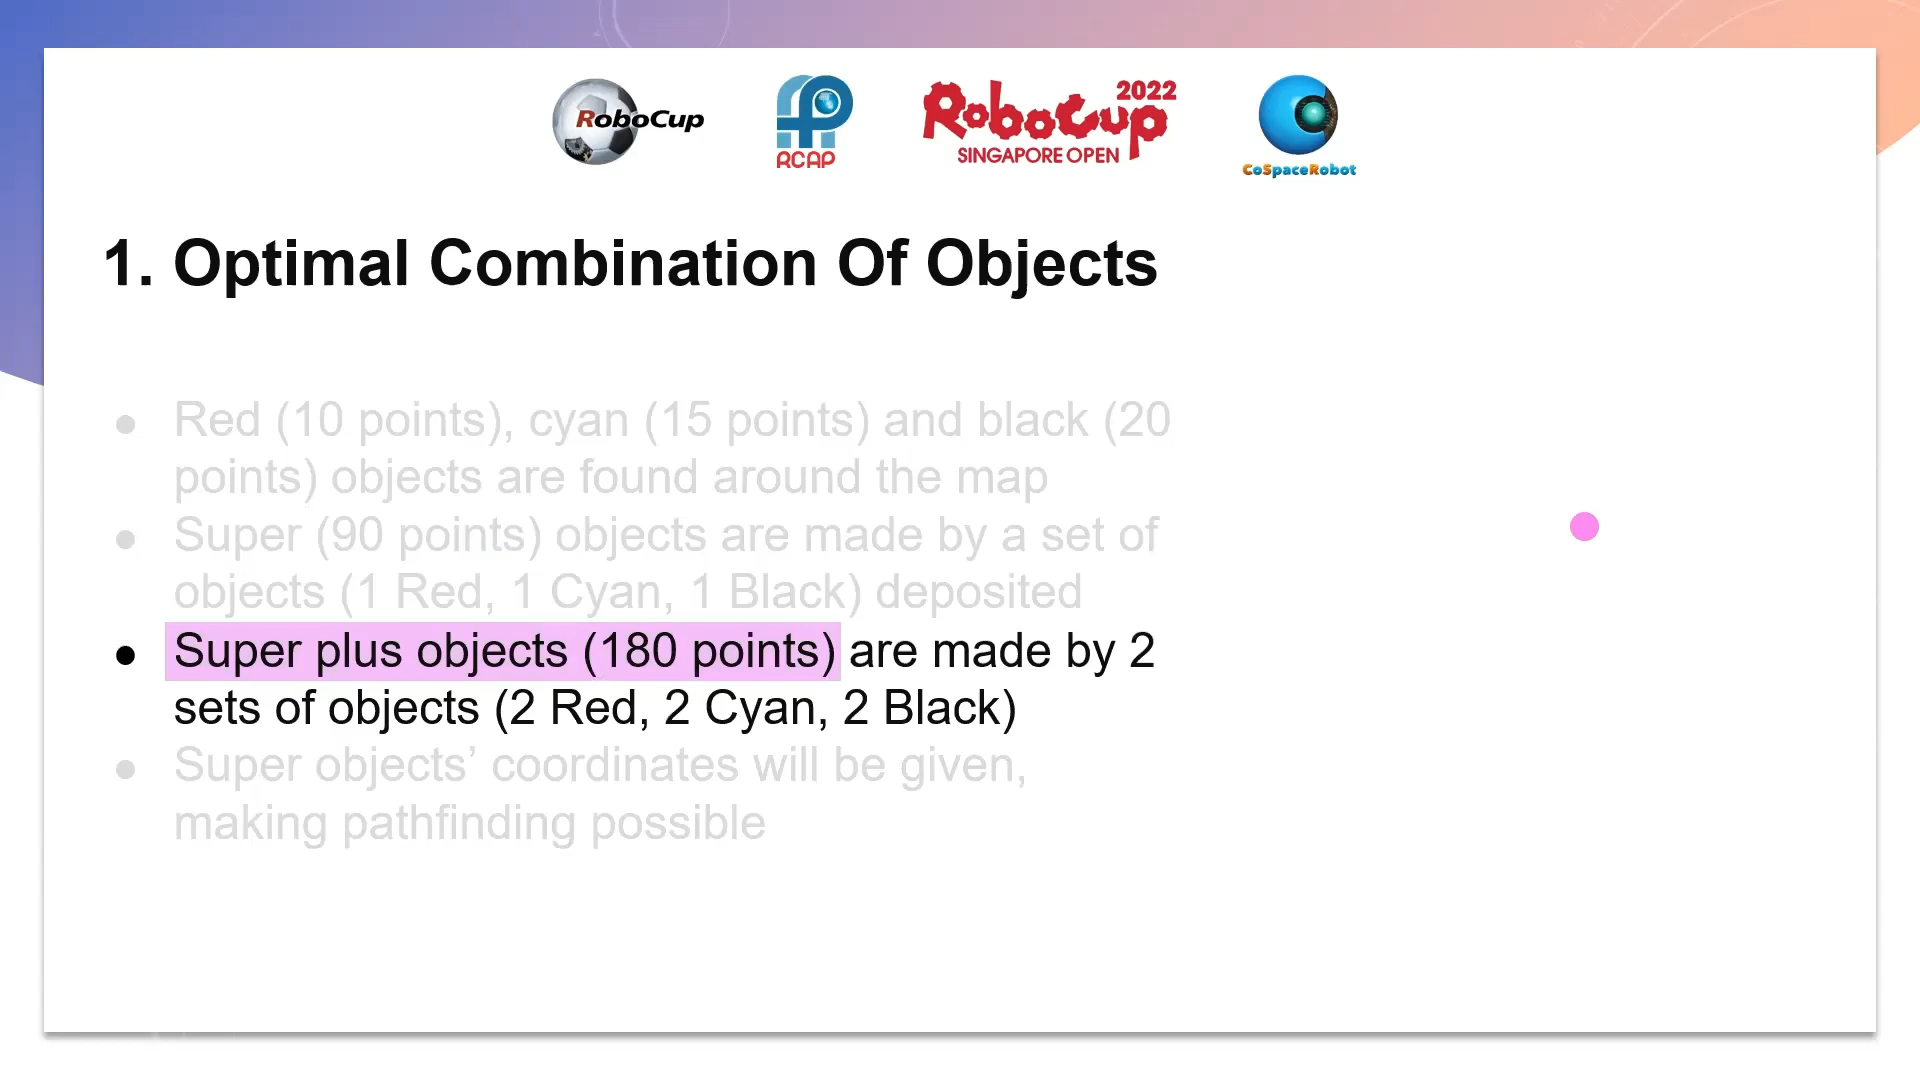 RoboCup
RCAP
RoboCup 2022
SINGAPORE OPEN
CoSpaceRobot
1. Optimal Combination Of Objects
● Red (10 points), cyan (15 points) and black (20
points) objects are found around the map
● Super (90 points) objects are made by a set of
objects (1 Red, 1 Cyan, 1 Black) deposited
● Super plus objects (180 points) are made by 2
sets of objects (2 Red, 2 Cyan, 2 Black)
● Super objects’ coordinates will be given,
making pathfinding possible